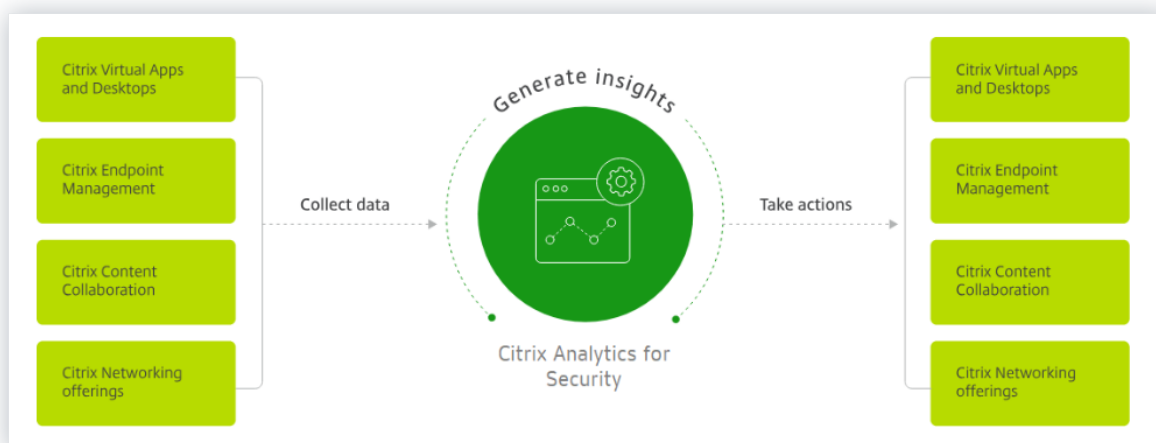 Citrix Virtual Apps
and Desktops
Citrix Endpoint
Management
Citrix Content
Collaboration
Citrix Networking
offerings
Collect data
Generate insights
Citrix Analytics for
Security
Take actions
Citrix Virtual Apps
and Desktops
Citrix Endpoint
Management
Citrix Content
Collaboration
Citrix Networking
offerings